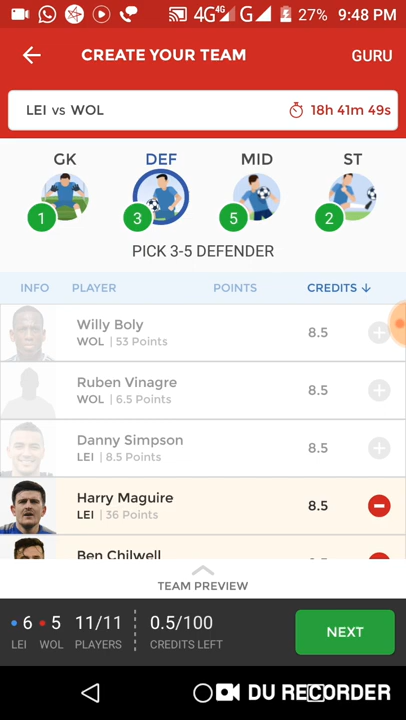 4G 4G G 27% 9:48 PM
CREATE YOUR TEAM GURU
LEI vs WOL 18h 41m 49s
GK DEF MID ST
1 3 5 2
PICK 3-5 DEFENDER
INFO PLAYER POINTS CREDITS ↓
Willy Boly 8.5
WOL | 53 Points
Ruben Vinagre 8.5
WOL | 6.5 Points
Danny Simpson 8.5
LEI | 8.5 Points
Harry Maguire 8.5
LEI | 36 Points
Ben Chilwell
TEAM PREVIEW
6 5 11/11 0.5/100 NEXT
LEI WOL PLAYERS CREDITS LEFT
DU RECORDER